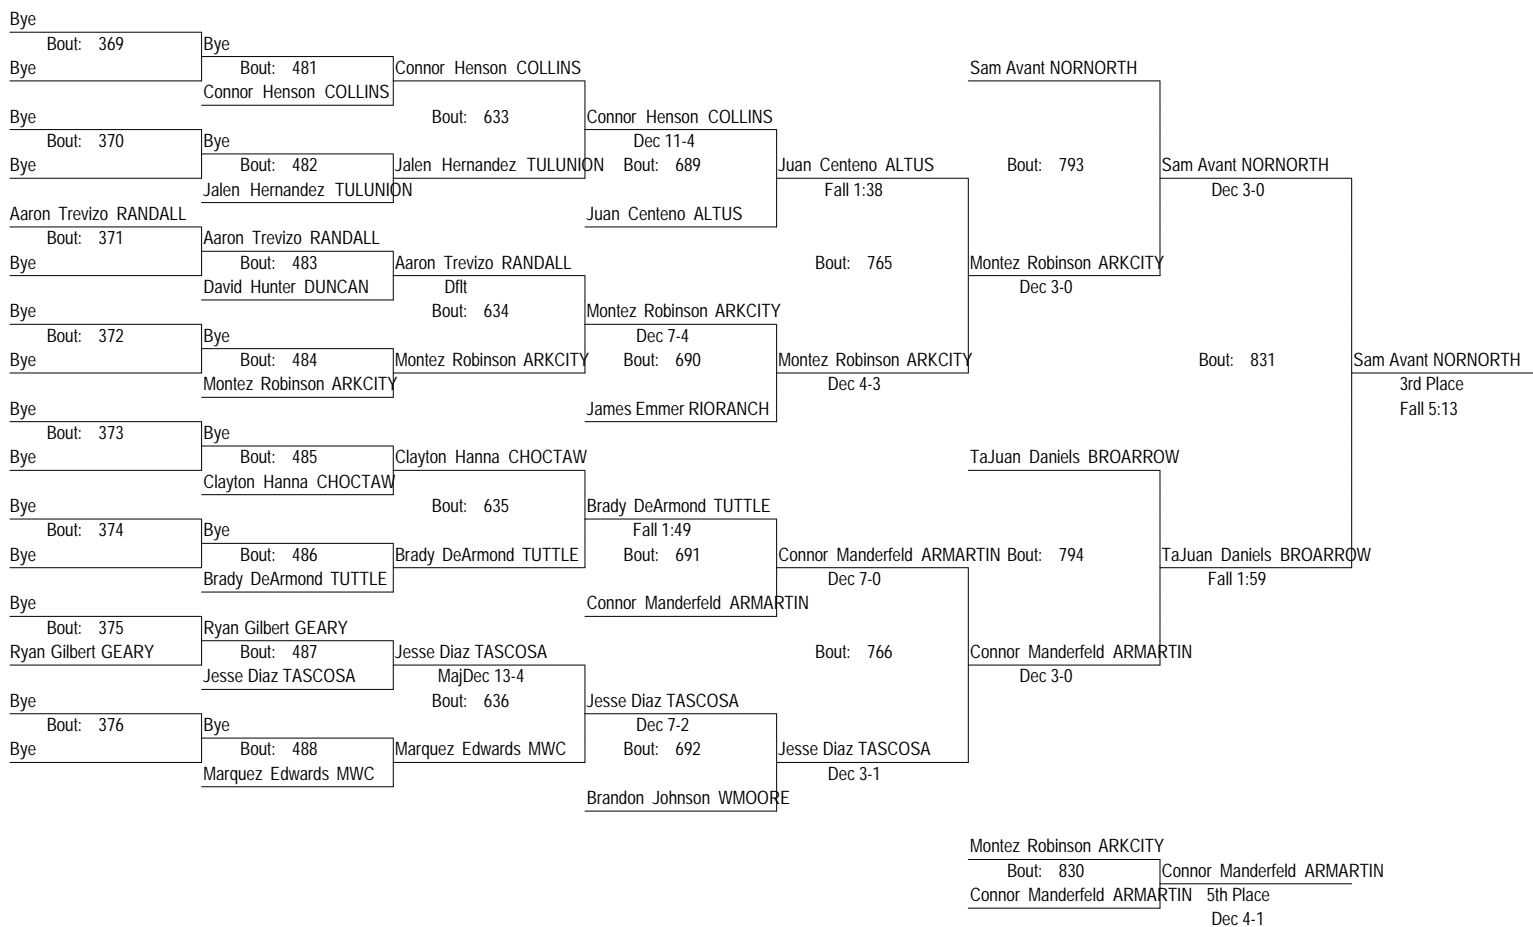 Bye
Bout: 369 Bye
Bye Bout: 481 Connor Henson COLLINS Sam Avant NORNORTH
Connor Henson COLLINS
Bye Bout: 633 Connor Henson COLLINS
Bout: 370 Bye Dec 11-4
Bye Bout: 482 Jalen Hernandez TULUNION Bout: 689 Juan Centeno ALTUS Bout: 793 Sam Avant NORNORTH
Jalen Hernandez TULUNION Fall 1:38 Dec 3-0
Aaron Trevizo RANDALL Juan Centeno ALTUS
Bout: 371 Aaron Trevizo RANDALL
Bye Bout: 483 Aaron Trevizo RANDALL Bout: 765 Montez Robinson ARKCITY
David Hunter DUNCAN Dflt Dec 3-0
Bye Bout: 634 Montez Robinson ARKCITY
Bout: 372 Bye Dec 7-4
Bye Bout: 484 Montez Robinson ARKCITY Bout: 690 Montez Robinson ARKCITY Bout: 831 Sam Avant NORNORTH
Montez Robinson ARKCITY Dec 4-3 3rd Place
Bye James Emmer RIORANCH Fall 5:13
Bout: 373 Bye
Bye Bout: 485 Clayton Hanna CHOCTAW TaJuan Daniels BROARROW
Clayton Hanna CHOCTAW
Bye Bout: 635 Brady DeArmond TUTTLE
Bout: 374 Bye Fall 1:49
Bye Bout: 486 Brady DeArmond TUTTLE Bout: 691 Connor Manderfeld ARMARTIN Bout: 794 TaJuan Daniels BROARROW
Brady DeArmond TUTTLE Dec 7-0 Fall 1:59
Bye Connor Manderfeld ARMARTIN
Bout: 375 Ryan Gilbert GEARY
Ryan Gilbert GEARY Bout: 487 Jesse Diaz TASCOSA Bout: 766 Connor Manderfeld ARMARTIN
Jesse Diaz TASCOSA MajDec 13-4 Dec 3-0
Bye Bout: 636 Jesse Diaz TASCOSA
Bout: 376 Bye Dec 7-2
Bye Bout: 488 Marquez Edwards MWC Bout: 692 Jesse Diaz TASCOSA
Marquez Edwards MWC Dec 3-1
Brandon Johnson WMOORE
Montez Robinson ARKCITY
Bout: 830 Connor Manderfeld ARMARTIN
Connor Manderfeld ARMARTIN 5th Place
Dec 4-1